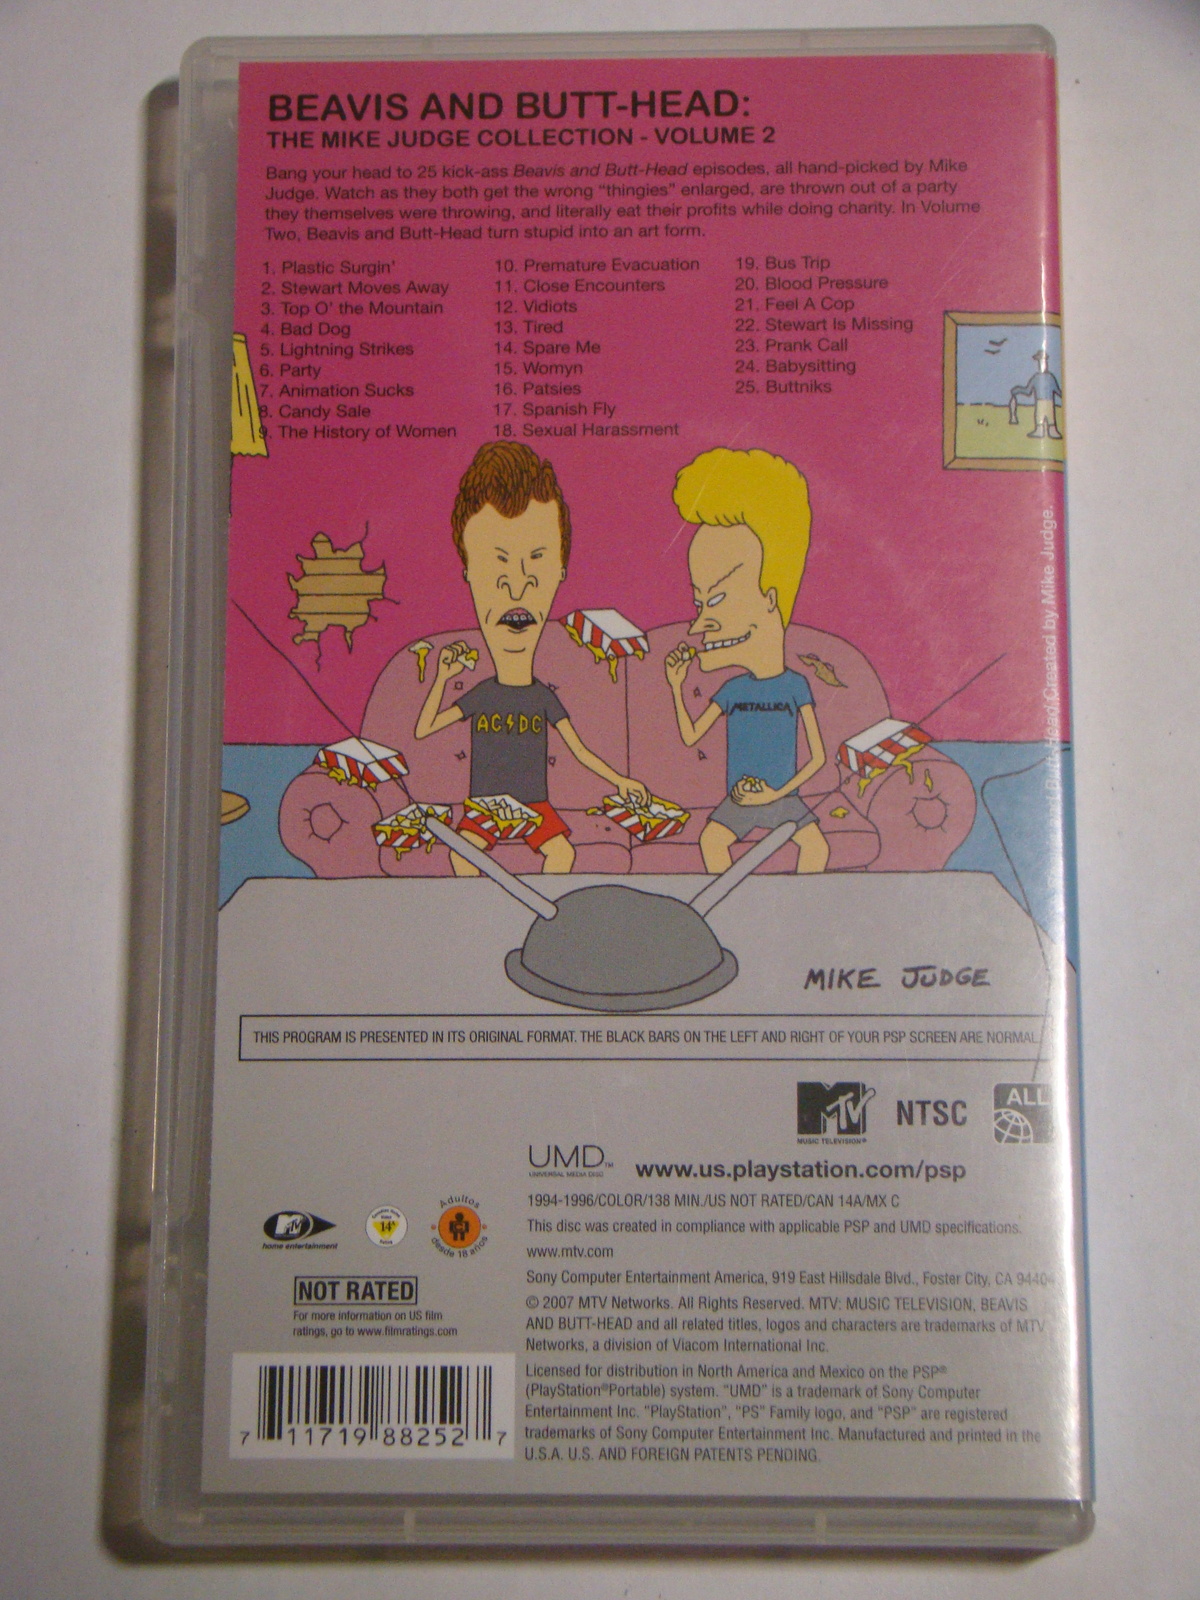 BEAVIS AND BUTT-HEAD:
THE MIKE JUDGE COLLECTION - VOLUME 2
Bang your head to 25 kick-ass Beavis and Butt-Head episodes, all hand-picked by Mike
Judge. Watch as they both get the wrong "thingies" enlarged, are thrown out of a party
they themselves were throwing, and literally eat their profits while doing charity. In Volume
Two, Beavis and Butt-Head turn stupid into an art form.
1. Plastic Surgin'
2. Stewart Moves Away
3. Top O' the Mountain
4. Bad Dog
5. Lightning Strikes
6. Party
7. Animation Sucks
8. Candy Sale
9. The History of Women
10. Premature Evacuation
11. Close Encounters
12. Vidiots
13. Tired
14. Spare Me
15. Womyn
16. Patsies
17. Spanish Fly
18. Sexual Harassment
19. Bus Trip
20. Blood Pressure
21. Feel A Cop
22. Stewart Is Missing
23. Prank Call
24. Babysitting
25. Buttniks
Butt-Head Created by Mike Judge.
AC DC
METALLICA
MIKE JUDGE
THIS PROGRAM IS PRESENTED IN ITS ORIGINAL FORMAT. THE BLACK BARS ON THE LEFT AND RIGHT OF YOUR PSP SCREEN ARE NORMAL
MTV
MUSIC TELEVISION®
NTSC
ALL
UMD™
UNIVERSAL MEDIA DISC
www.us.playstation.com/psp
1994-1996/COLOR/138 MIN./US NOT RATED/CAN 14A/MX C
This disc was created in compliance with applicable PSP and UMD specifications.
www.mtv.com
Sony Computer Entertainment America, 919 East Hillsdale Blvd., Foster City, CA 94404
© 2007 MTV Networks. All Rights Reserved. MTV: MUSIC TELEVISION, BEAVIS
AND BUTT-HEAD and all related titles, logos and characters are trademarks of MTV
Networks, a division of Viacom International Inc.
Licensed for distribution in North America and Mexico on the PSP®
(PlayStation®Portable) system. "UMD" is a trademark of Sony Computer
Entertainment Inc. "PlayStation", "PS" Family logo, and "PSP" are registered
trademarks of Sony Computer Entertainment Inc. Manufactured and printed in the
U.S.A. U.S. AND FOREIGN PATENTS PENDING.
MTV
home entertainment
14A
Adultos
desde 18 anos
NOT RATED
For more information on US film
ratings, go to www.filmratings.com
7 11719 88252 7